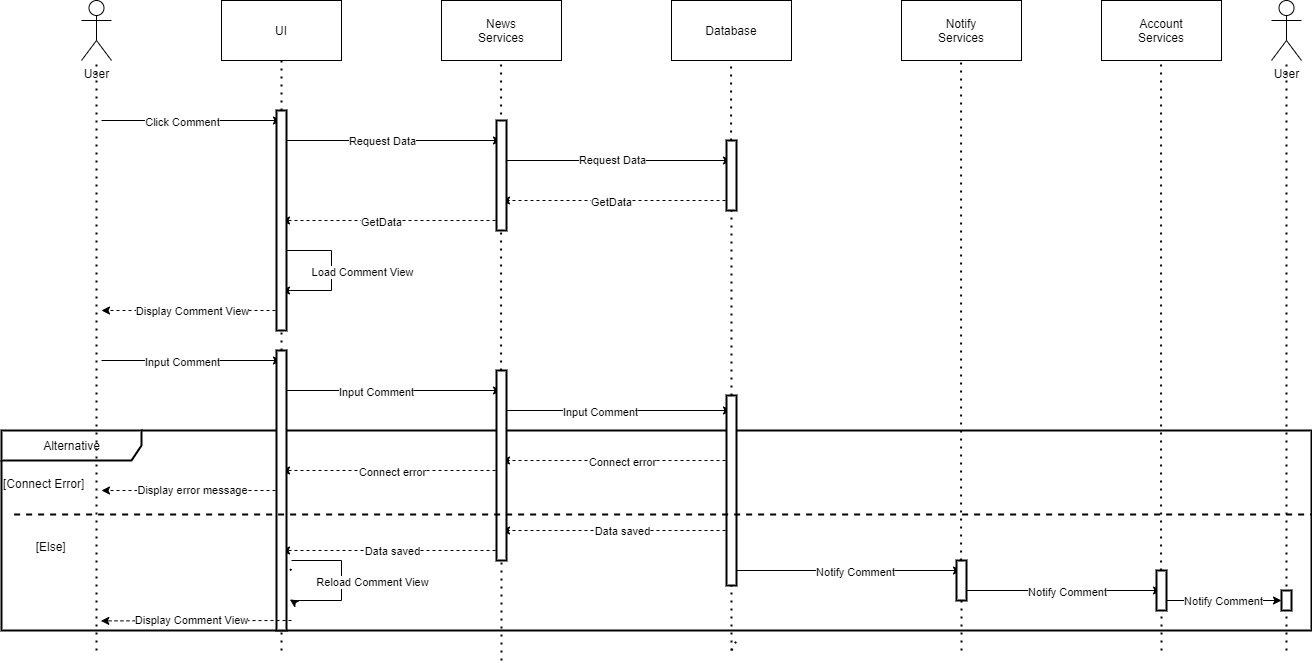 UI
News
Services
Database
Notify
Services
Account
Services
User
User
Click Comment
Request Data
Request Data
GetData
GetData
Load Comment View
Display Comment View
Input Comment
Input Comment
Input Comment
Alternative
Connect error
Connect error
[Connect Error]
Display error message
Data saved
[Else]
Data saved
Notify Comment
Reload Comment View
Notify Comment
Notify Comment
Display Comment View